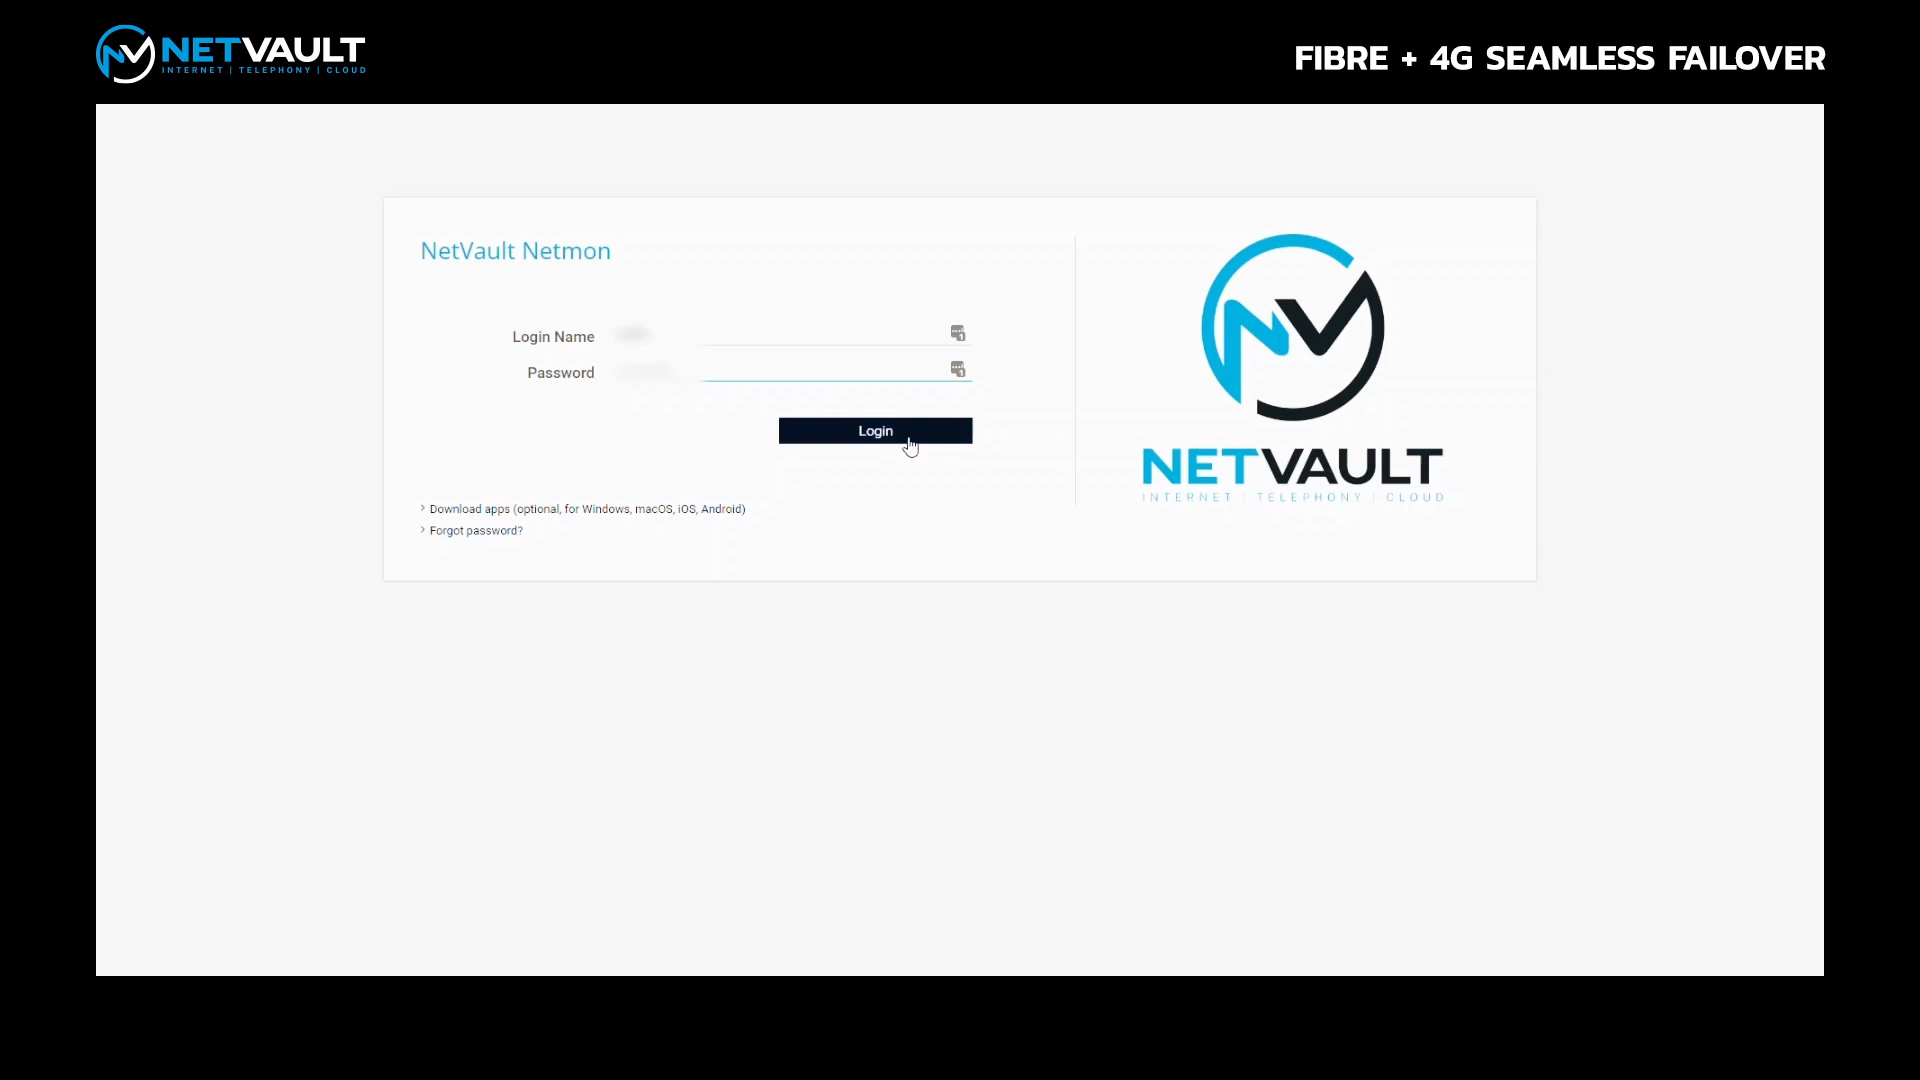 NETVAULT
INTERNET | TELEPHONY | CLOUD
FIBRE + 4G SEAMLESS FAILOVER
NetVault Netmon
Login Name
Password
Login
> Download apps (optional, for Windows, macOS, iOS, Android)
> Forgot password?
NETVAULT
INTERNET | TELEPHONY | CLOUD